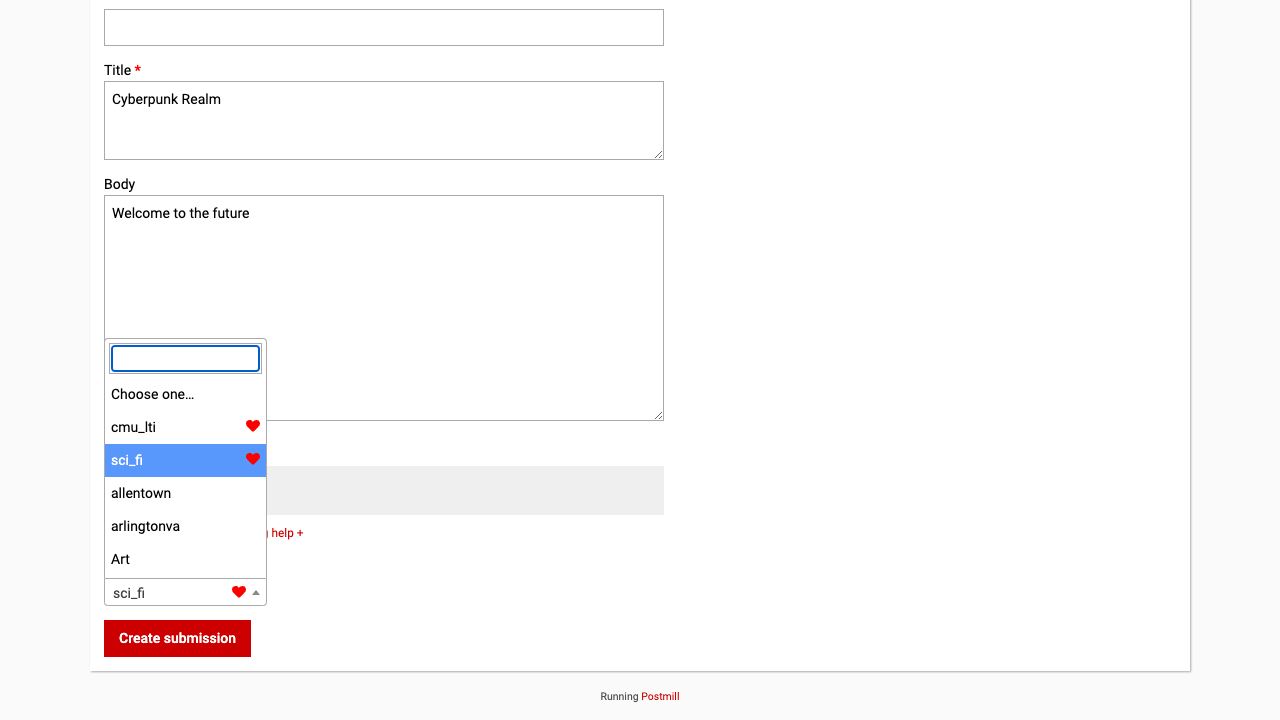 Title *
Cyberpunk Realm
Body
Welcome to the future
Choose one…
cmu_lti
sci_fi
allentown
arlingtonva
Art
help +
sci_fi
Create submission
Running Postmill